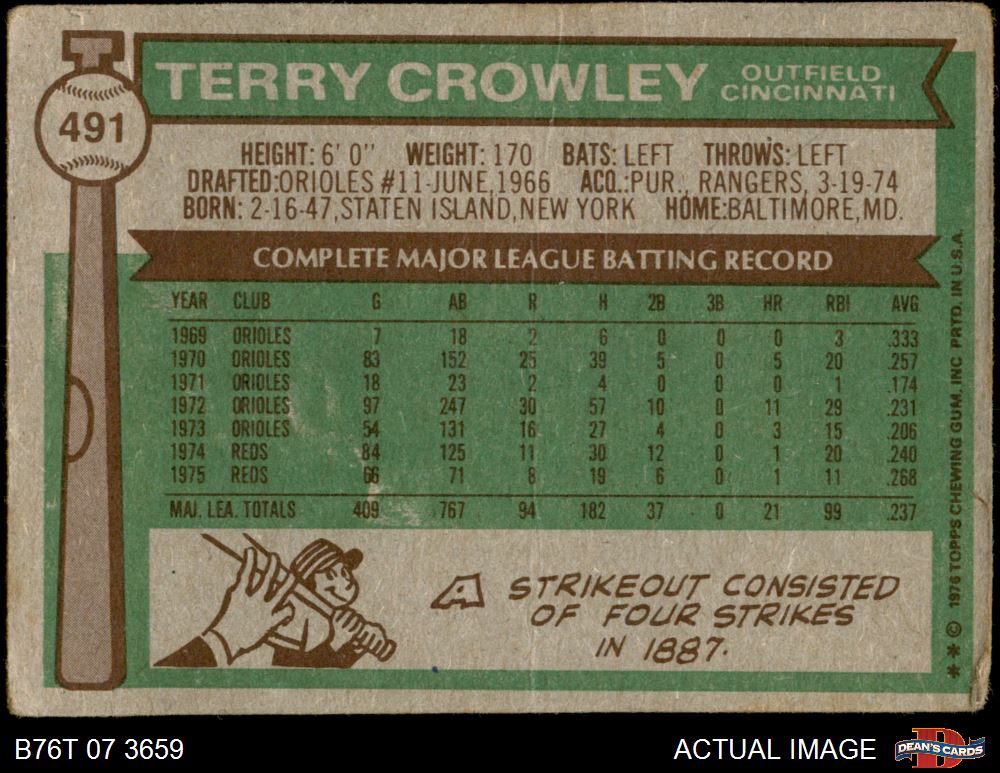 491
TERRY CROWLEY OUTFIELD
CINCINNATI
HEIGHT: 6' 0" WEIGHT: 170 BATS: LEFT THROWS: LEFT
DRAFTED: ORIOLES #11-JUNE, 1966 ACQ.: PUR., RANGERS, 3-19-74
BORN: 2-16-47, STATEN ISLAND, NEW YORK HOME: BALTIMORE, MD.
COMPLETE MAJOR LEAGUE BATTING RECORD
YEAR CLUB G AB R H 2B 3B HR RBI AVG
1969 ORIOLES 7 18 2 6 0 0 0 3 .333
1970 ORIOLES 83 152 25 39 5 0 5 20 .257
1971 ORIOLES 18 23 2 4 0 0 0 1 .174
1972 ORIOLES 97 247 30 57 10 0 11 29 .231
1973 ORIOLES 54 131 16 27 4 0 3 15 .206
1974 REDS 84 125 11 30 12 0 1 20 .240
1975 REDS 66 71 8 19 6 0 1 11 .268
MAJ. LEA. TOTALS 409 767 94 182 37 0 21 99 .237
A STRIKEOUT CONSISTED
OF FOUR STRIKES
IN 1887.
* * © 1976 TOPPS CHEWING GUM, INC PRTD. IN U.S.A.
T
B76T 07 3659
ACTUAL IMAGE
D
DEAN'S CARDS